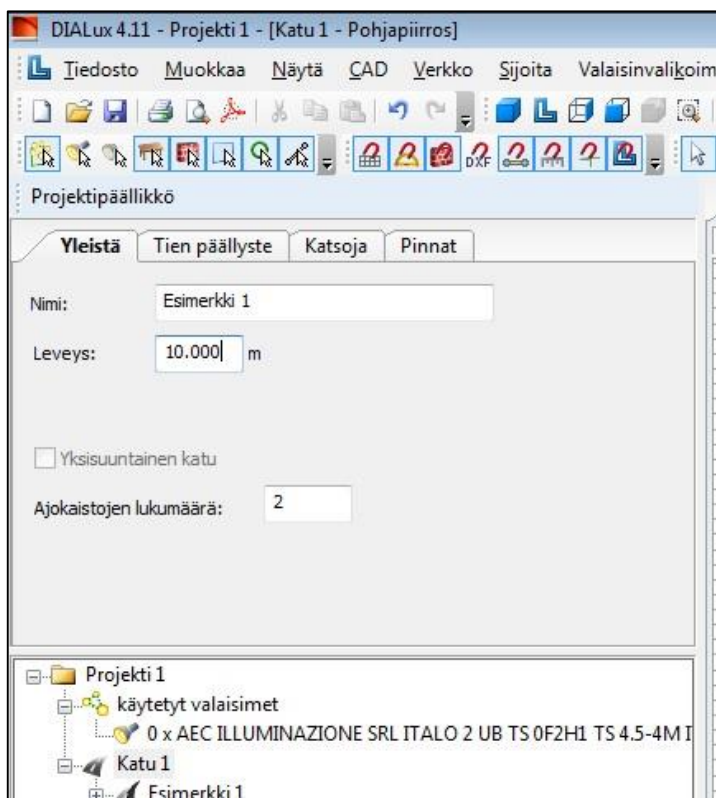 DIALux 4.11 - Projekti 1 - [Katu 1 - Pohjapiirros]
Tiedosto Muokkaa Näytä CAD Verkko Sijoita Valaisinvalikoim
DXF
Projektipäällikkö
Yleistä Tien päällyste Katsoja Pinnat
Nimi: Esimerkki 1
Leveys: 10.000 m
Yksisuuntainen katu
Ajokaistojen lukumäärä: 2
Projekti 1
käytetyt valaisimet
0 x AEC ILLUMINAZIONE SRL ITALO 2 UB TS 0F2H1 TS 4.5-4M I
Katu 1
Esimerkki 1